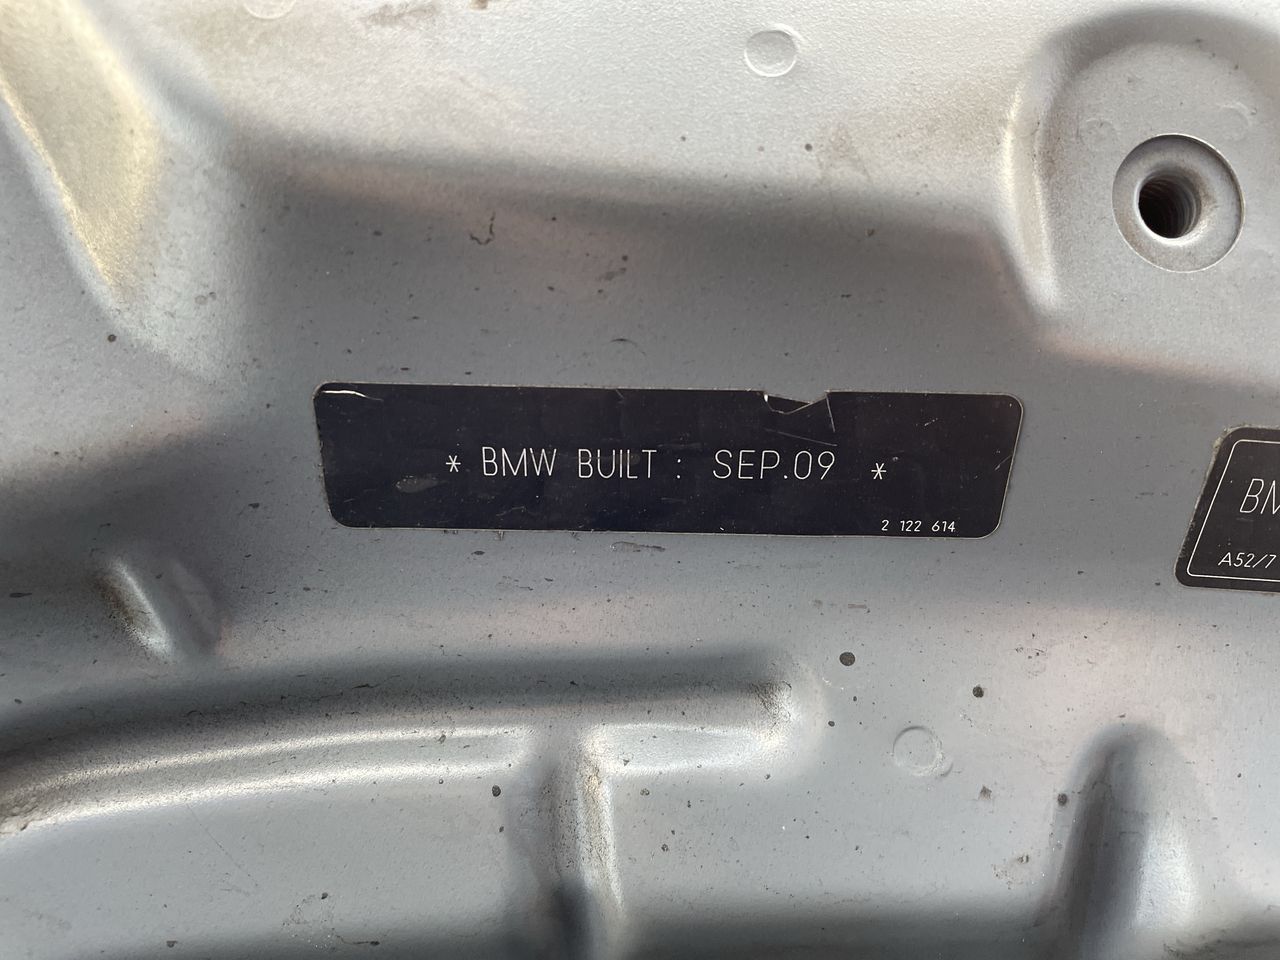 * BMW BUILT : SEP.09 *
2 122 614
BM
A52/7